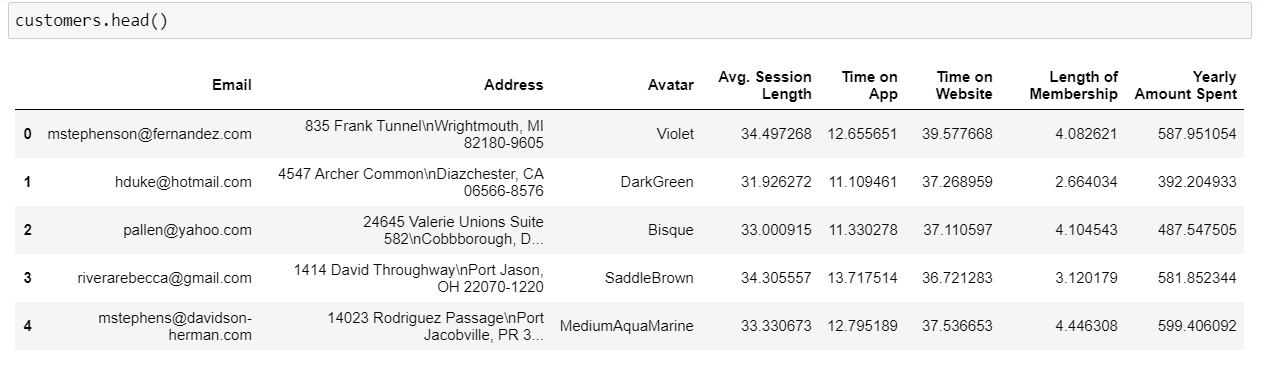 customers.head()
Email Address Avatar Avg. Session Length Time on App Time on Website Length of Membership Yearly Amount Spent
0 mstephenson@fernandez.com 835 Frank Tunnel\nWrightmouth, MI 82180-9605 Violet 34.497268 12.655651 39.577668 4.082621 587.951054
1 hduke@hotmail.com 4547 Archer Common\nDiazchester, CA 06566-8576 DarkGreen 31.926272 11.109461 37.268959 2.664034 392.204933
2 pallen@yahoo.com 24645 Valerie Unions Suite 582\nCobbborough, D... Bisque 33.000915 11.330278 37.110597 4.104543 487.547505
3 riverarebecca@gmail.com 1414 David Throughway\nPort Jason, OH 22070-1220 SaddleBrown 34.305557 13.717514 36.721283 3.120179 581.852344
4 mstephens@davidson-herman.com 14023 Rodriguez Passage\nPort Jacobville, PR 3... MediumAquaMarine 33.330673 12.795189 37.536653 4.446308 599.406092